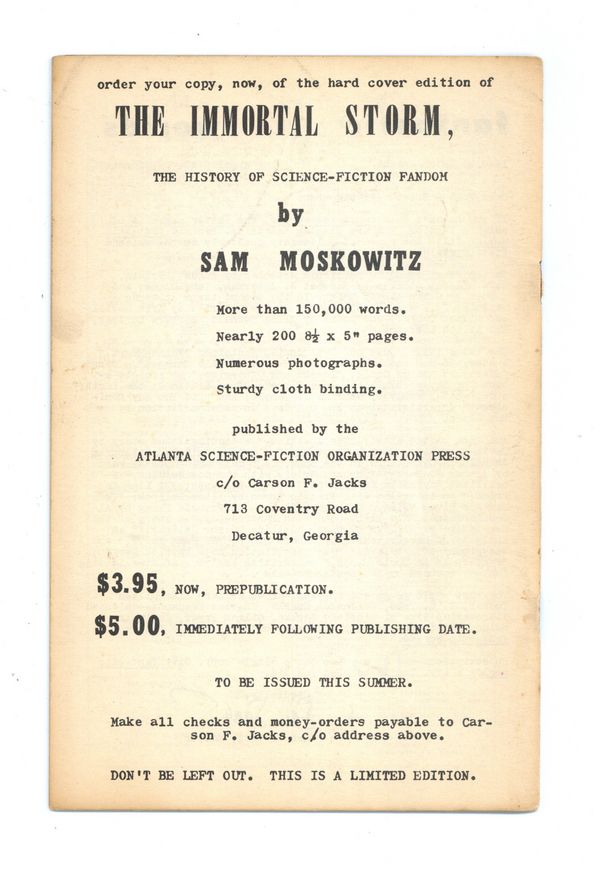 order your copy, now, of the hard cover edition of
THE IMMORTAL STORM,
THE HISTORY OF SCIENCE-FICTION FANDOM
by
SAM MOSKOWITZ
More than 150,000 words.
Nearly 200 8½ x 5" pages.
Numerous photographs.
Sturdy cloth binding.
published by the
ATLANTA SCIENCE-FICTION ORGANIZATION PRESS
c/o Carson F. Jacks
713 Coventry Road
Decatur, Georgia
$3.95, NOW, PREPUBLICATION.
$5.00, IMMEDIATELY FOLLOWING PUBLISHING DATE.
TO BE ISSUED THIS SUMMER.
Make all checks and money-orders payable to Car-
son F. Jacks, c/o address above.
DON'T BE LEFT OUT. THIS IS A LIMITED EDITION.